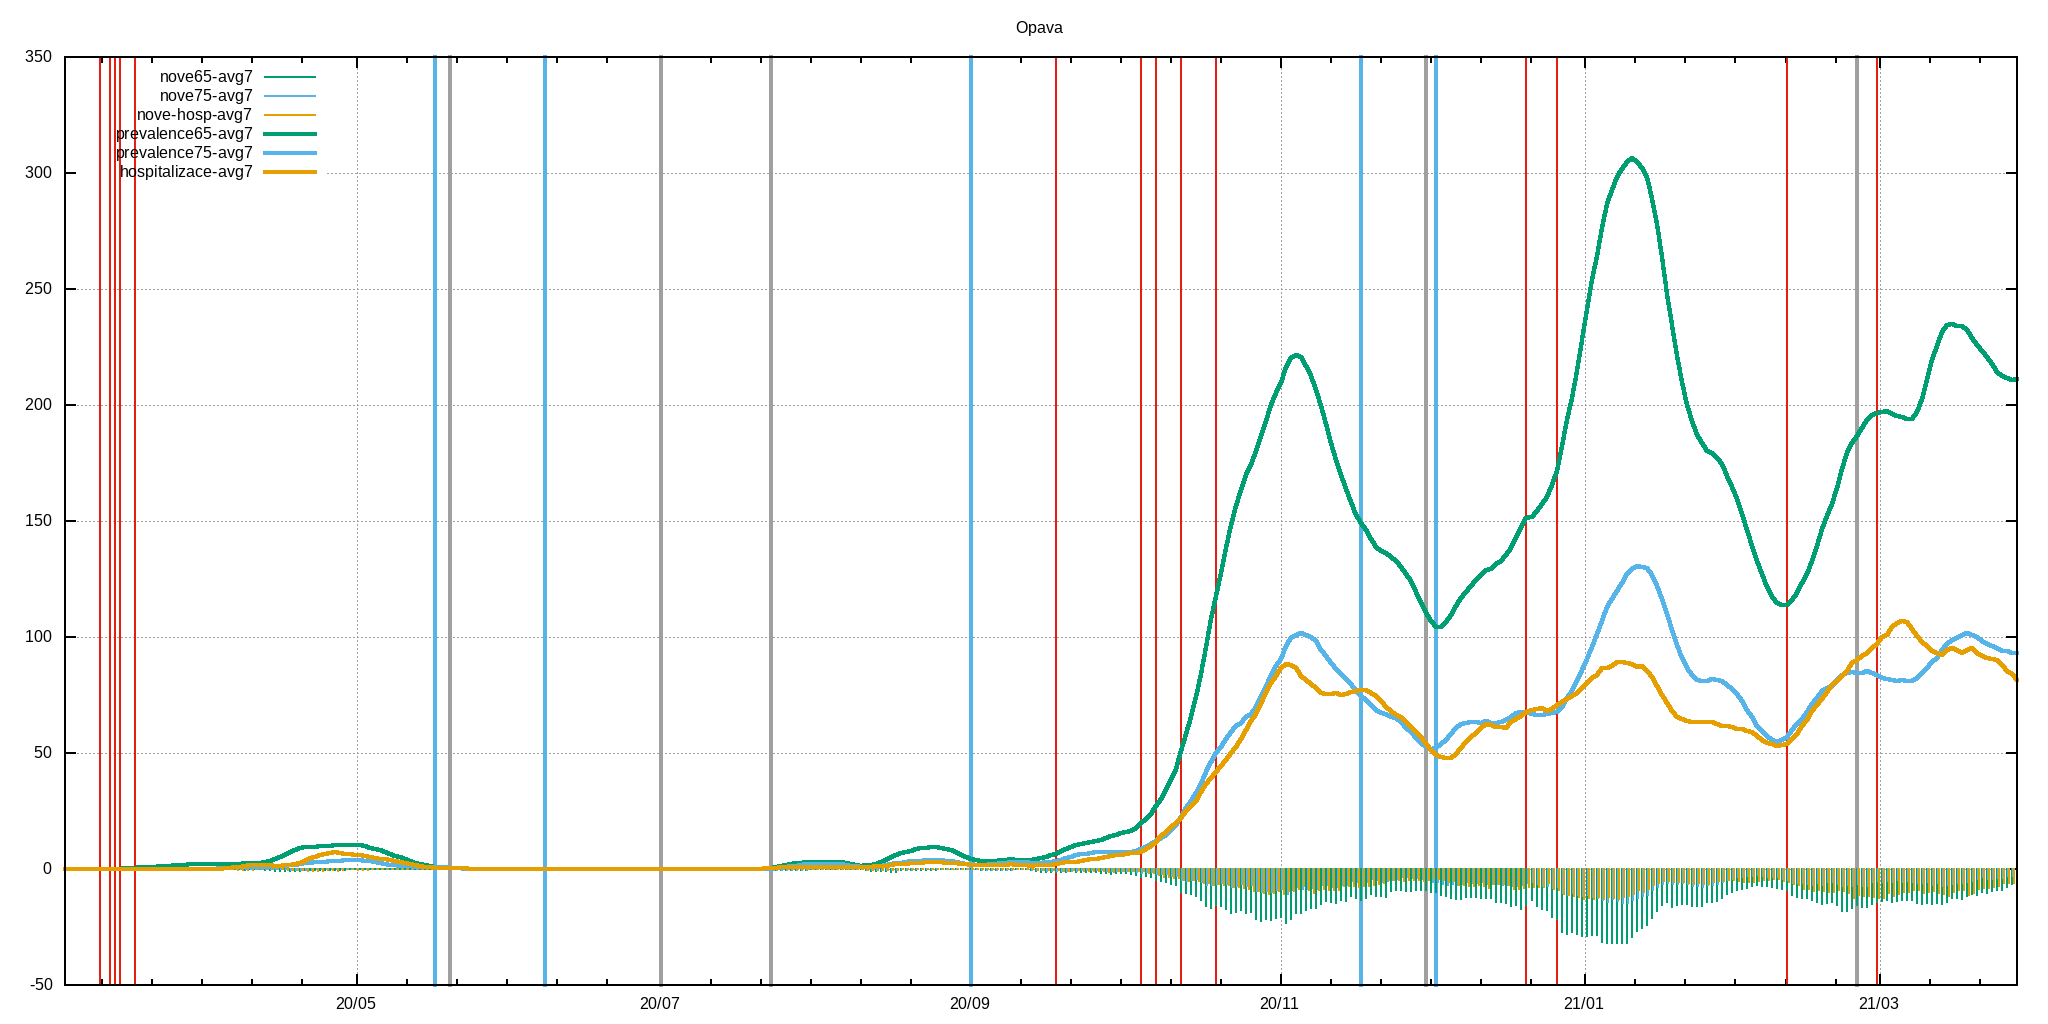 Opava
350
300
250
200
150
100
50
0
-50
nove65-avg7
nove75-avg7
nove-hosp-avg7
prevalence65-avg7
prevalence75-avg7
hospitalizace-avg7
20/05 20/07 20/09 20/11 21/01 21/03